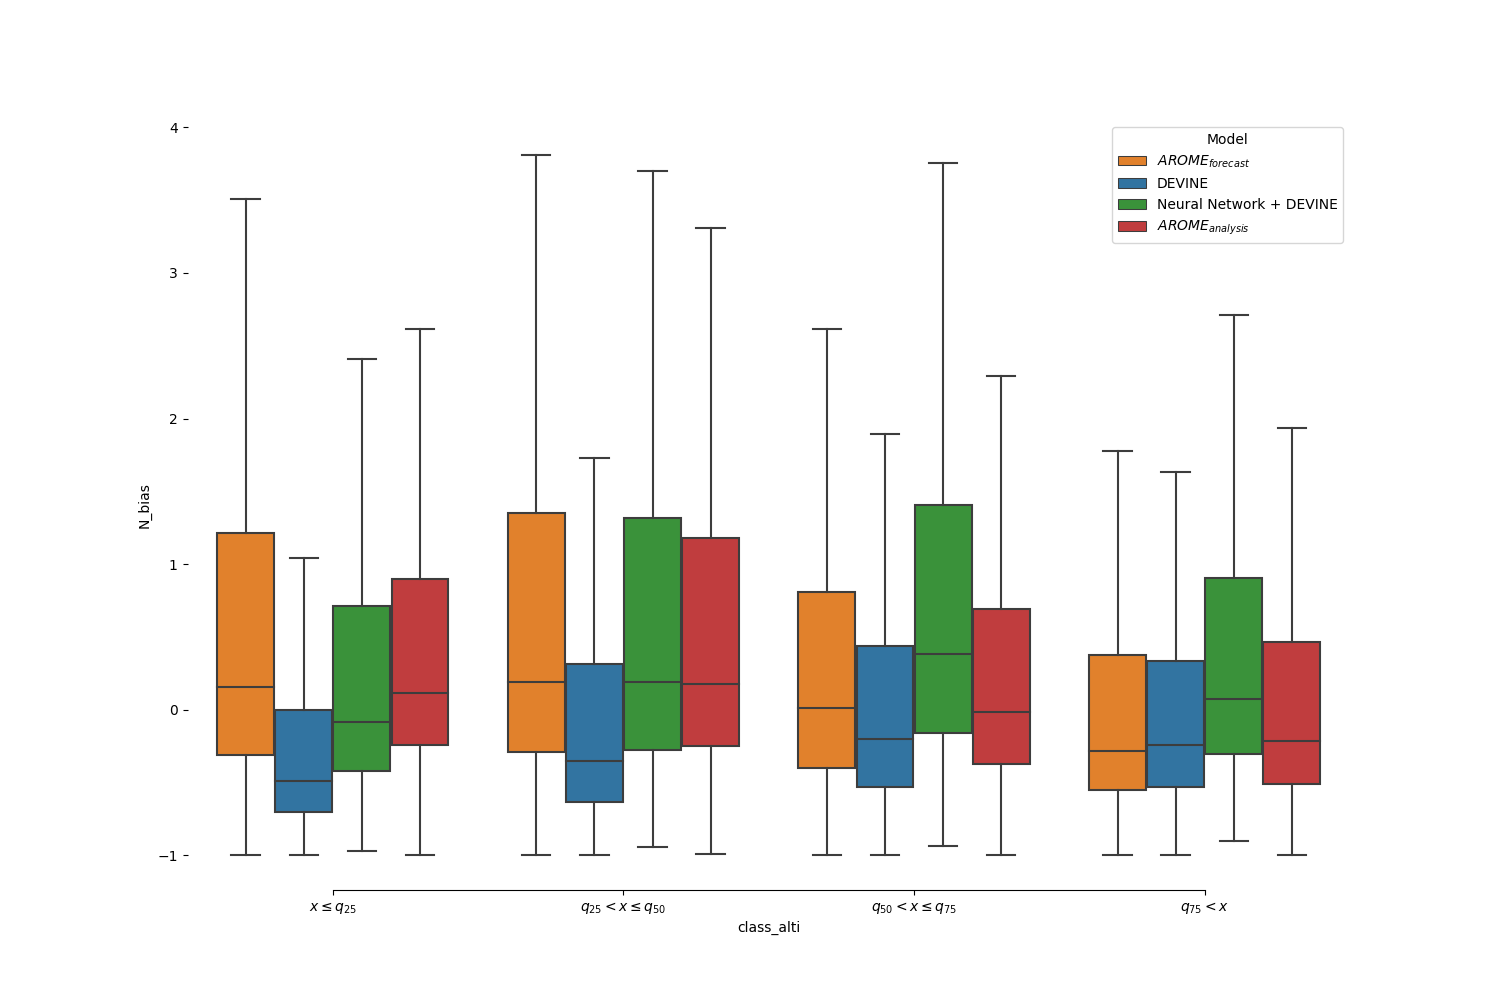 4
3
2
1
0
−1
N_bias
Model
AROME_forecast
DEVINE
Neural Network + DEVINE
AROME_analysis
x ≤ q₂₅
q₂₅ < x ≤ q₅₀
q₅₀ < x ≤ q₇₅
q₇₅ < x
class_alti